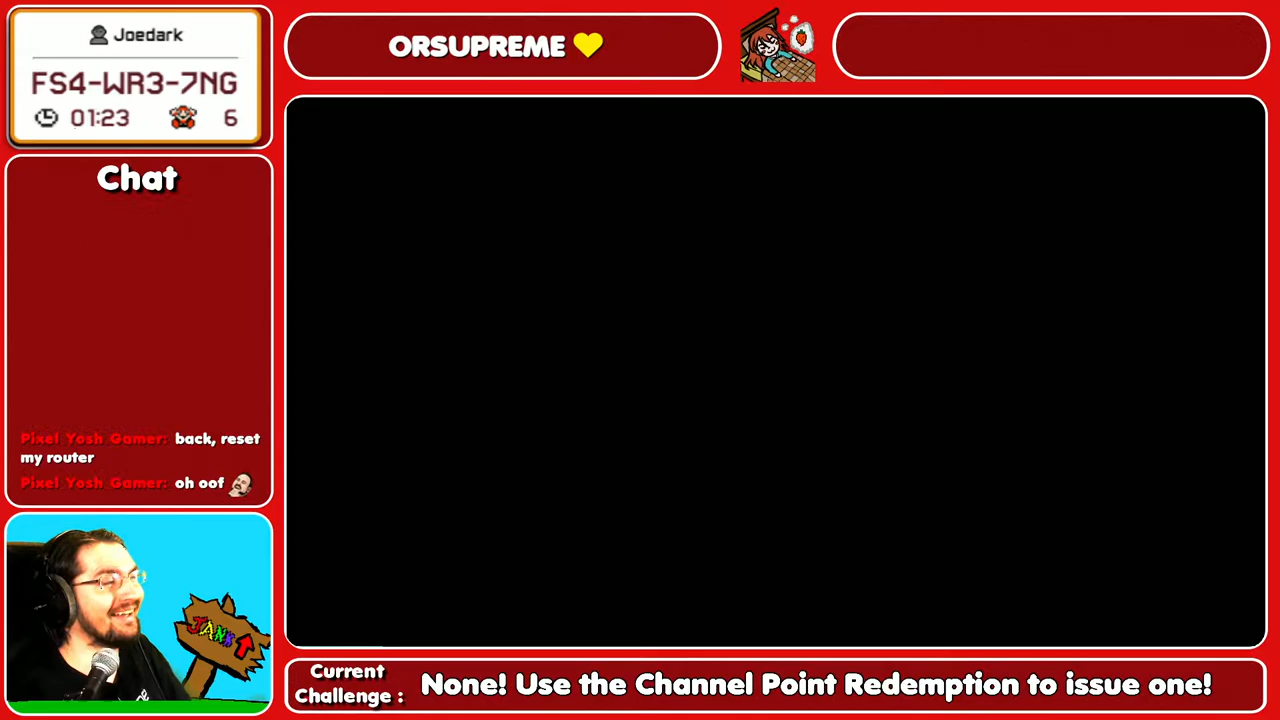 Joedark
FS4-WR3-7NG
01:23 6
ORSUPREME 💛
Chat
Pixel Yosh Gamer: back, reset
my router
Pixel Yosh Gamer: oh oof
JANK
Current
Challenge :
None! Use the Channel Point Redemption to issue one!